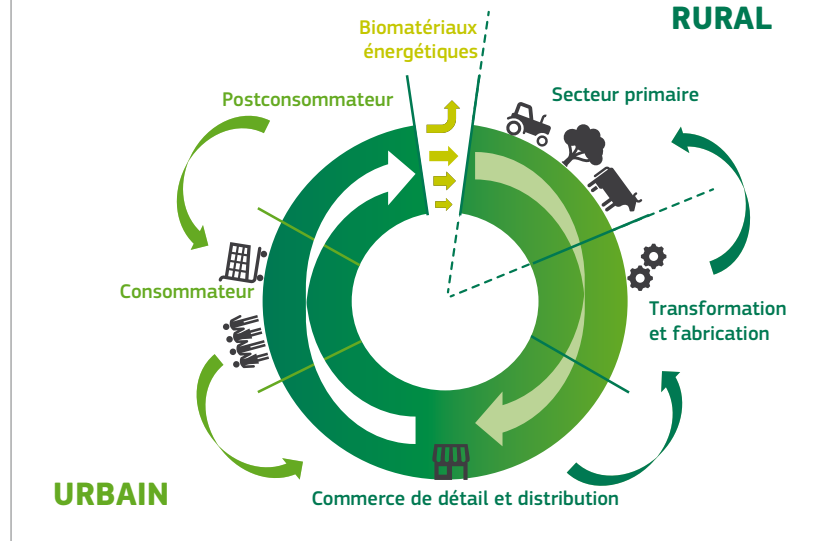 RURAL
Biomatériaux
énergétiques
Secteur primaire
Postconsommateur
Consommateur
Transformation
et fabrication
URBAIN
Commerce de détail et distribution